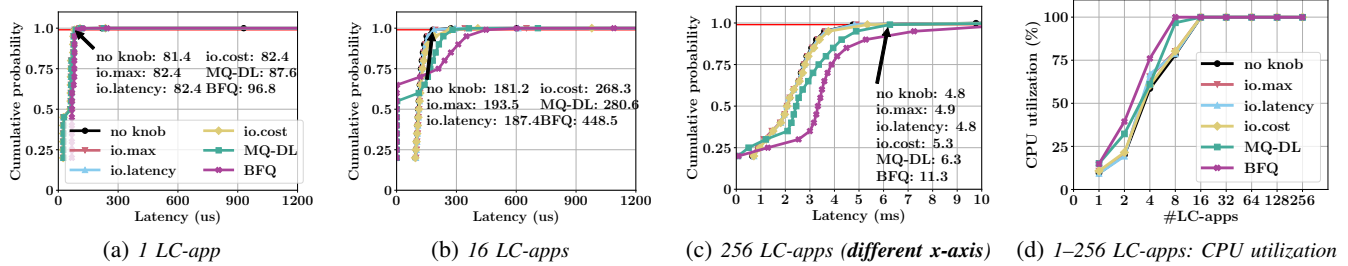 Cumulative probability
1.0
0.75
0.5
0.25
0
no knob: 81.4 io.cost: 82.4
io.max: 82.4 MQ-DL: 87.6
io.latency: 82.4 BFQ: 96.8
no knob io.cost
io.max MQ-DL
io.latency BFQ
0 300 600 900 1200
Latency (us)
(a) 1 LC-app
Cumulative probability
1.0
0.75
0.5
0.25
0
no knob: 181.2 io.cost: 268.3
io.max: 193.5 MQ-DL: 280.6
io.latency: 187.4 BFQ: 448.5
0 300 600 900 1200
Latency (us)
(b) 16 LC-apps
Cumulative probability
1.0
0.75
0.5
0.25
0
no knob: 4.8
io.max: 4.9
io.latency: 4.8
io.cost: 5.3
MQ-DL: 6.3
BFQ: 11.3
0 1 2 3 4 5 6 7 8 9 10
Latency (ms)
(c) 256 LC-apps (different x-axis)
CPU utilization (%)
100
75
50
25
0
no knob
io.max
io.latency
io.cost
MQ-DL
BFQ
0 1 2 4 8 16 32 64 128 256
#LC-apps
(d) 1–256 LC-apps: CPU utilization